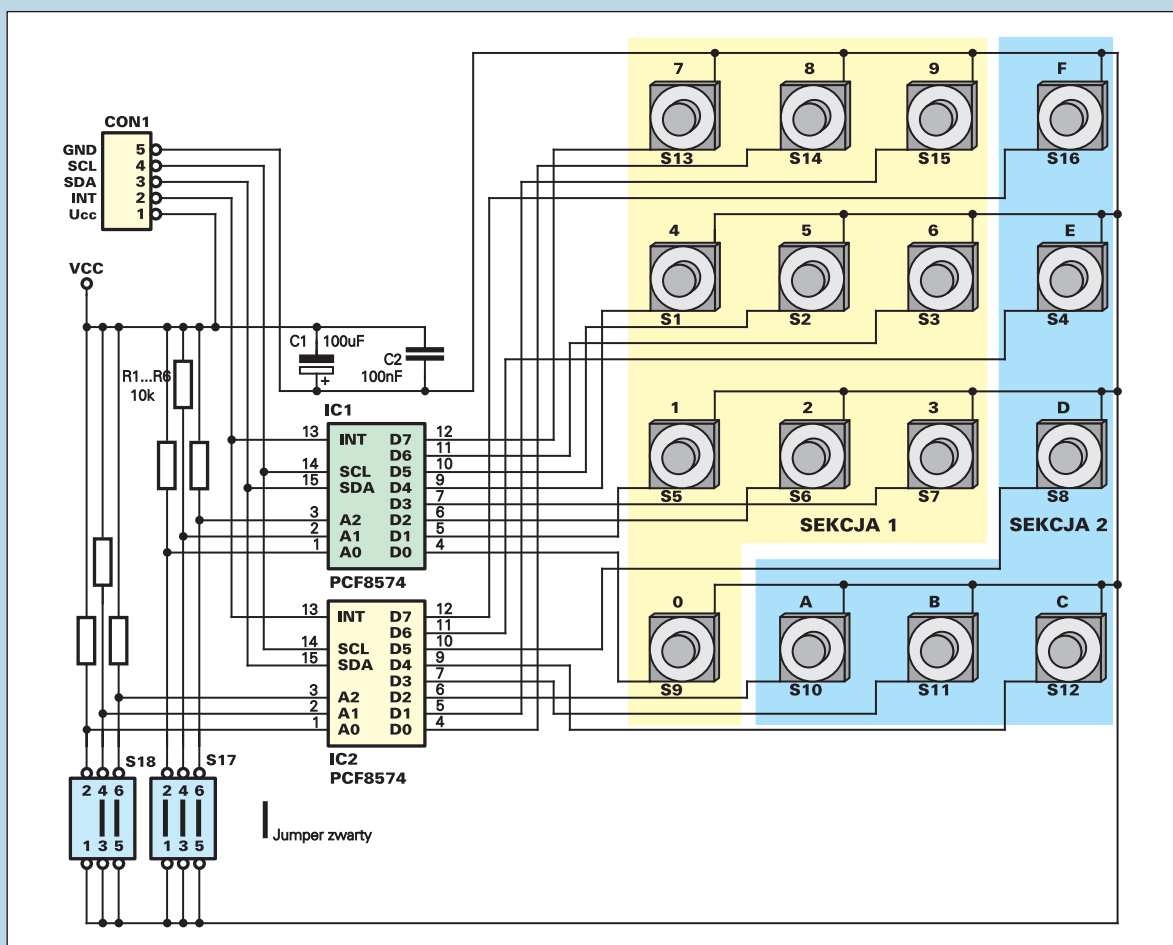 7 8 9 F
CON1
GND 5
SCL 4
SDA 3
INT 2
Ucc 1
S13 S14 S15 S16
4 5 6 E
VCC
S1 S2 S3 S4
C1 100uF
C2
100nF
R1...R6
10k
IC1
1 2 3 D
13 INT D7 12
D6 11
14 SCL D5 10
15 SDA D4 9
D3 7
3 A2 D2 6
2 A1 D1 5
1 A0 D0 4
PCF8574
S5 S6 S7 S8
SEKCJA 1 SEKCJA 2
0 A B C
13 INT D7 12
D6 11
14 SCL D5 10
15 SDA D4 9
D3 7
3 A2 D2 6
2 A1 D1 5
1 A0 D0 4
IC2
PCF8574
S9 S10 S11 S12
S18 S17
2 4 6 2 4 6
1 3 5 1 3 5
Jumper zwarty